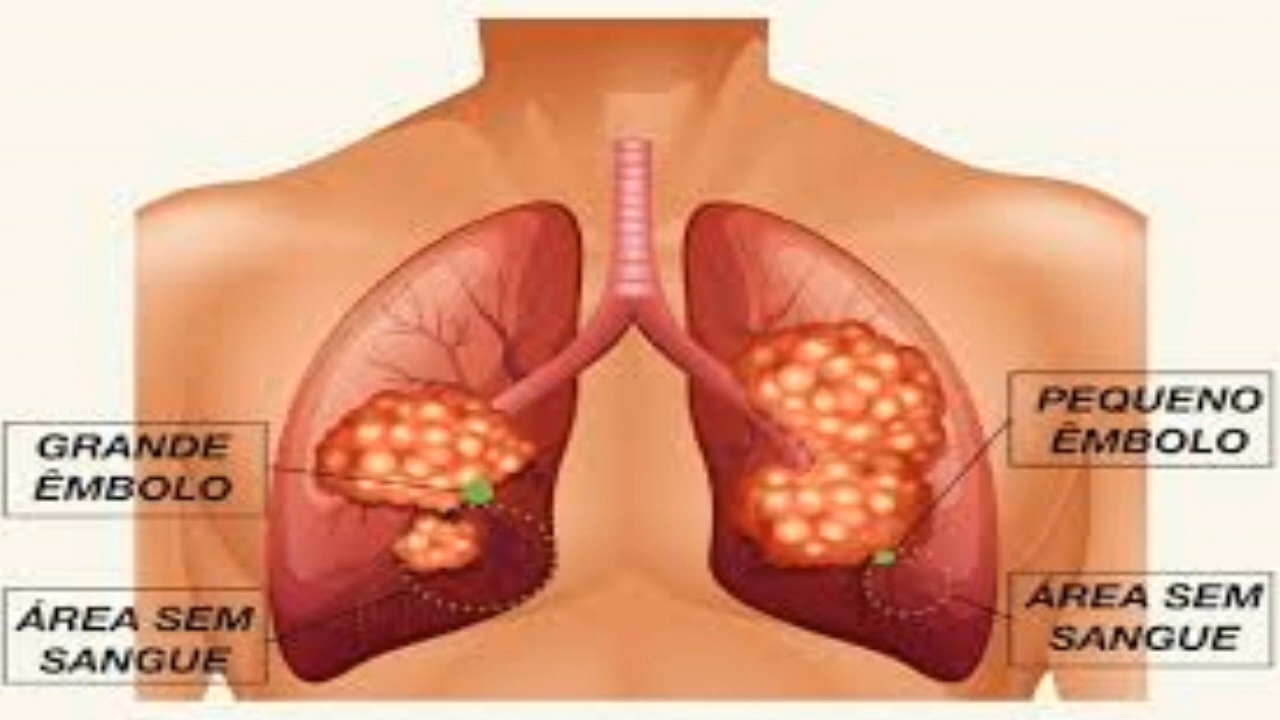 GRANDE
ÊMBOLO
ÁREA SEM
SANGUE
PEQUENO
ÊMBOLO
ÁREA SEM
SANGUE